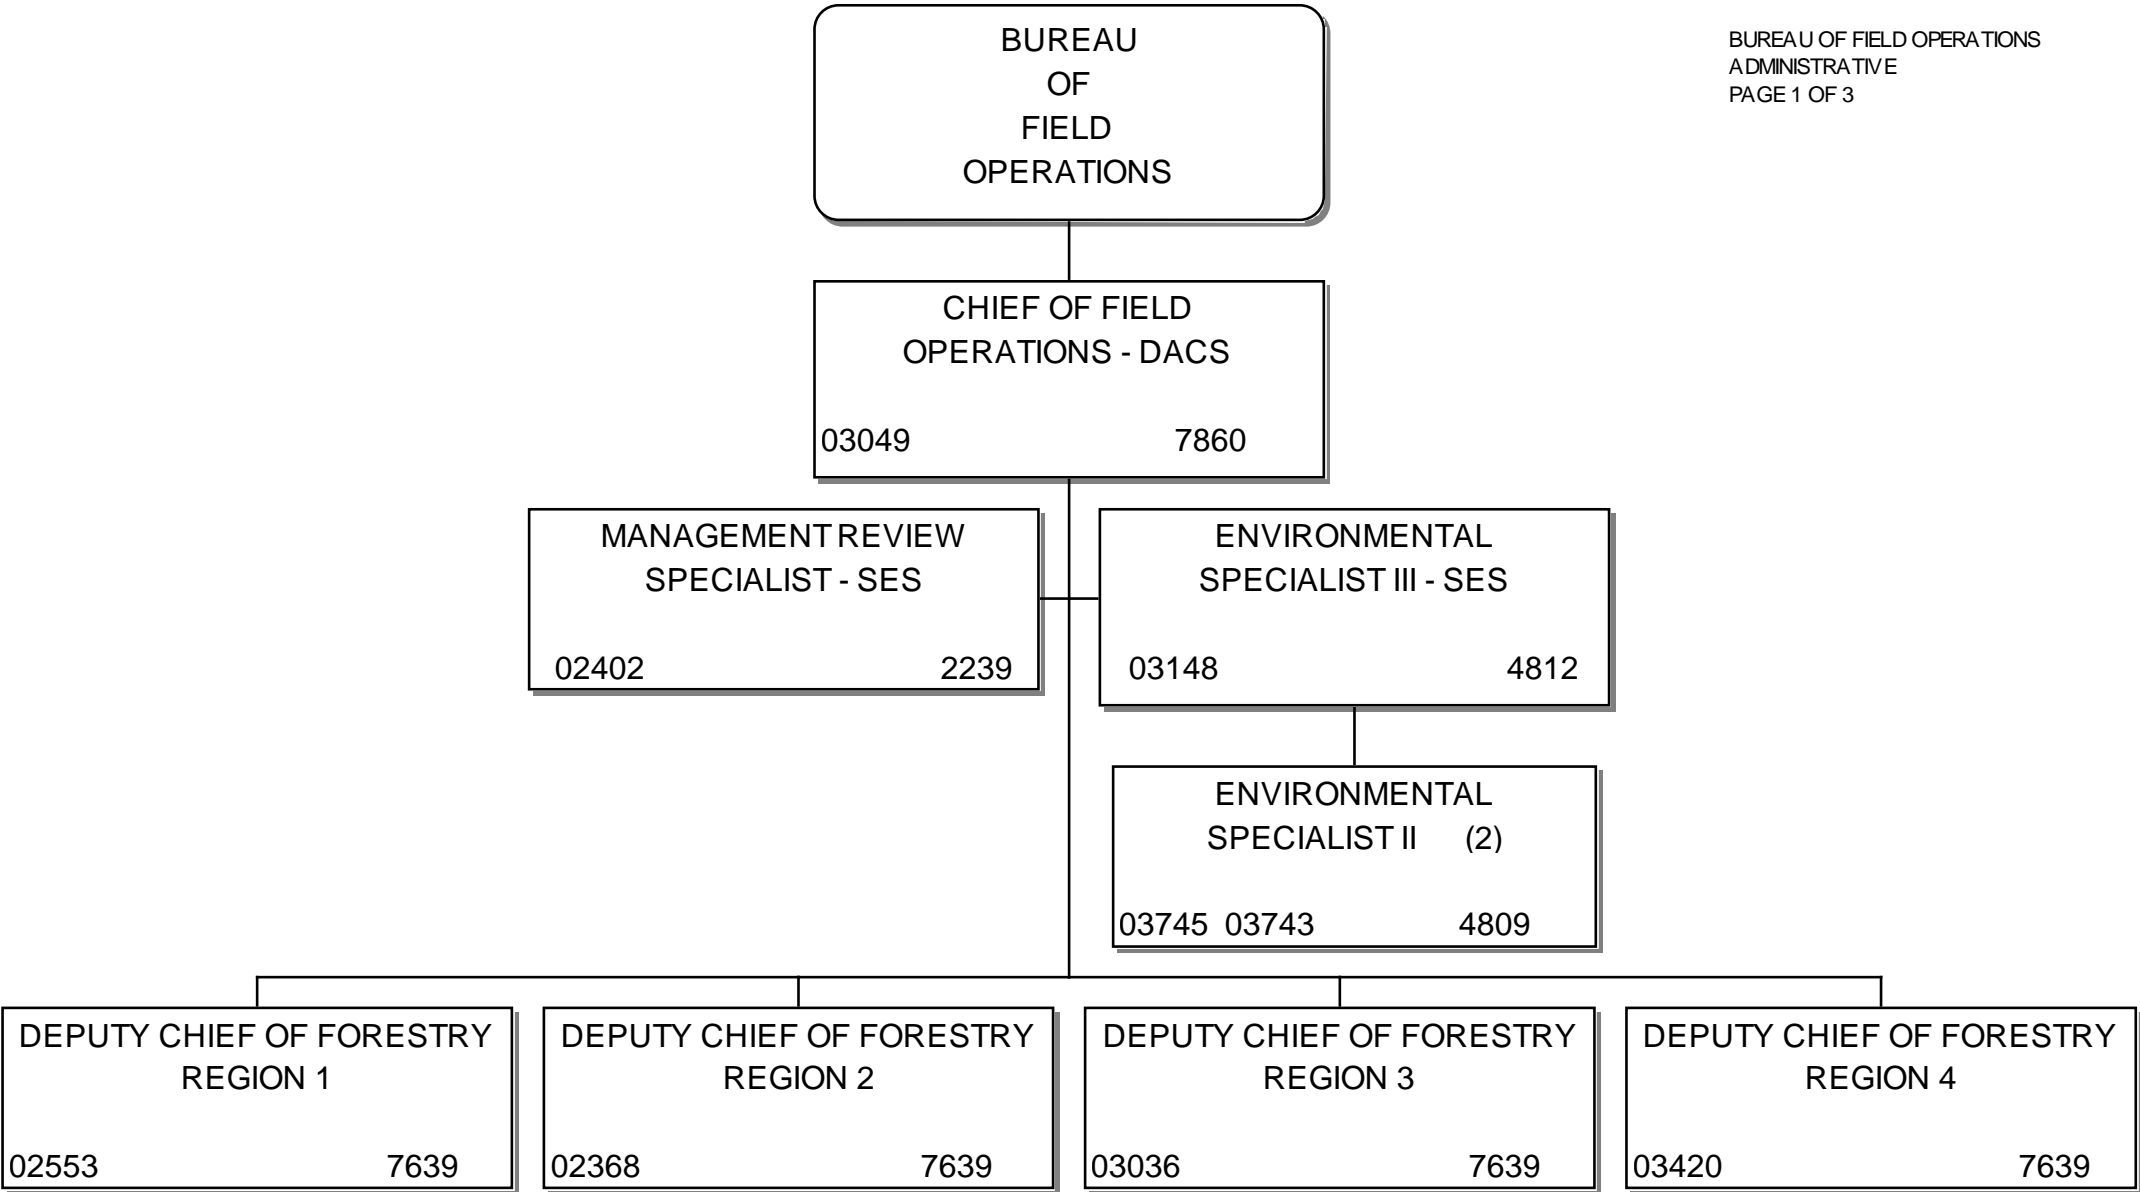 BUREAU
OF
FIELD
OPERATIONS
BUREAU OF FIELD OPERATIONS
ADMINISTRATIVE
PAGE 1 OF 3
CHIEF OF FIELD
OPERATIONS - DACS
03049 7860
MANAGEMENT REVIEW
SPECIALIST - SES
02402 2239
ENVIRONMENTAL
SPECIALIST III - SES
03148 4812
ENVIRONMENTAL
SPECIALIST II (2)
03745 03743 4809
DEPUTY CHIEF OF FORESTRY
REGION 1
02553 7639
DEPUTY CHIEF OF FORESTRY
REGION 2
02368 7639
DEPUTY CHIEF OF FORESTRY
REGION 3
03036 7639
DEPUTY CHIEF OF FORESTRY
REGION 4
03420 7639